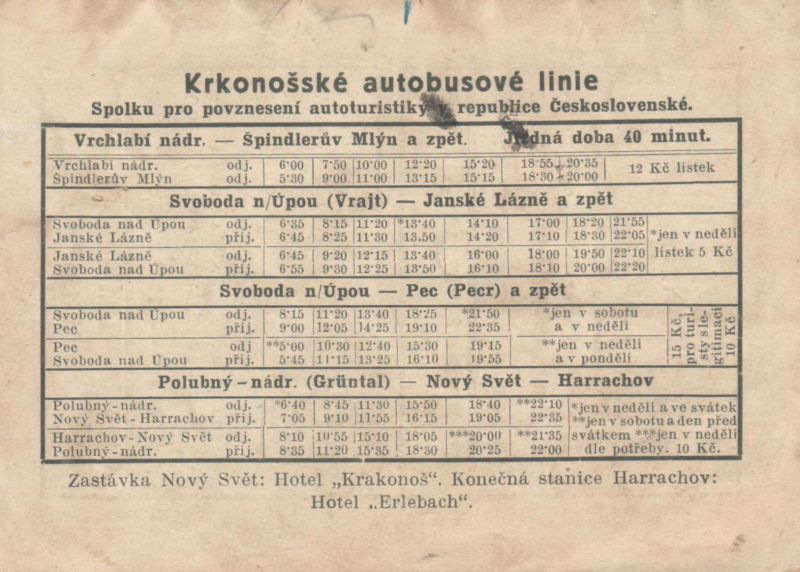 Krkonošské autobusové linie
Spolku pro povznesení autoturistiky v republice Československé.
Vrchlabí nádr. — Špindlerův Mlýn a zpět. Jízdná doba 40 minut.
Vrchlabí nádr. odj. 6·00 7·50 10·00 12·20 15·20 18·55 20·35 12 Kč lístek
Špindlerův Mlýn odj. 5·30 9·00 11·00 13·15 15·15 18·30 20·00
Svoboda n/Úpou (Vrajt) — Janské Lázně a zpět
Svoboda nad Úpou odj. 6·35 8·15 11·20 *13·40 14·10 17·00 18·20 21·55
Janské Lázně přij. 6·45 8·25 11·30 13.50 14·20 17·10 18·30 22·05 *jen v neděli
Janské Lázně odj. 6·45 9·20 12·15 13·40 16·00 18·00 19·50 22·10 lístek 5 Kč
Svoboda nad Úpou přij. 6·55 9·30 12·25 13·50 16·10 18·10 20·00 22·20
Svoboda n/Úpou — Pec (Pecr) a zpět
Svoboda nad Úpou odj. 8·15 11·20 13·40 18·25 *21·50 *jen v sobotu
Pec přij. 9·00 12·05 14·25 19·10 22·35 a v neděli
Pec odj **5·00 10·30 12·40 15·30 19·15 **jen v neděli
Svoboda nad Úpou přij. 5·45 11·15 13·25 16·10 19·55 a v pondělí
15 Kč,
pro turi-
sty s le-
gitimací
10 Kč
Polubný-nádr. (Grüntal) — Nový Svět — Harrachov
Polubný-nádr. odj. *6·40 8·45 11·30 15·50 18·40 **22·10 *jen v neděli a ve svátek
Nový Svět-Harrachov přij. 7·05 9·10 11·55 16·15 19·05 22·35 **jen v sobotu a den před
Harrachov-Nový Svět odj. 8·10 10·55 15·10 18·05 ***20·00 **21·35 svátkem ***jen v neděli
Polubný-nádr. přij. 8·35 11·20 15·35 18·30 20·25 22·00 dle potřeby. 10 Kč.
Zastávka Nový Svět: Hotel „Krakonoš“. Konečná stanice Harrachov:
Hotel „Erlebach“.